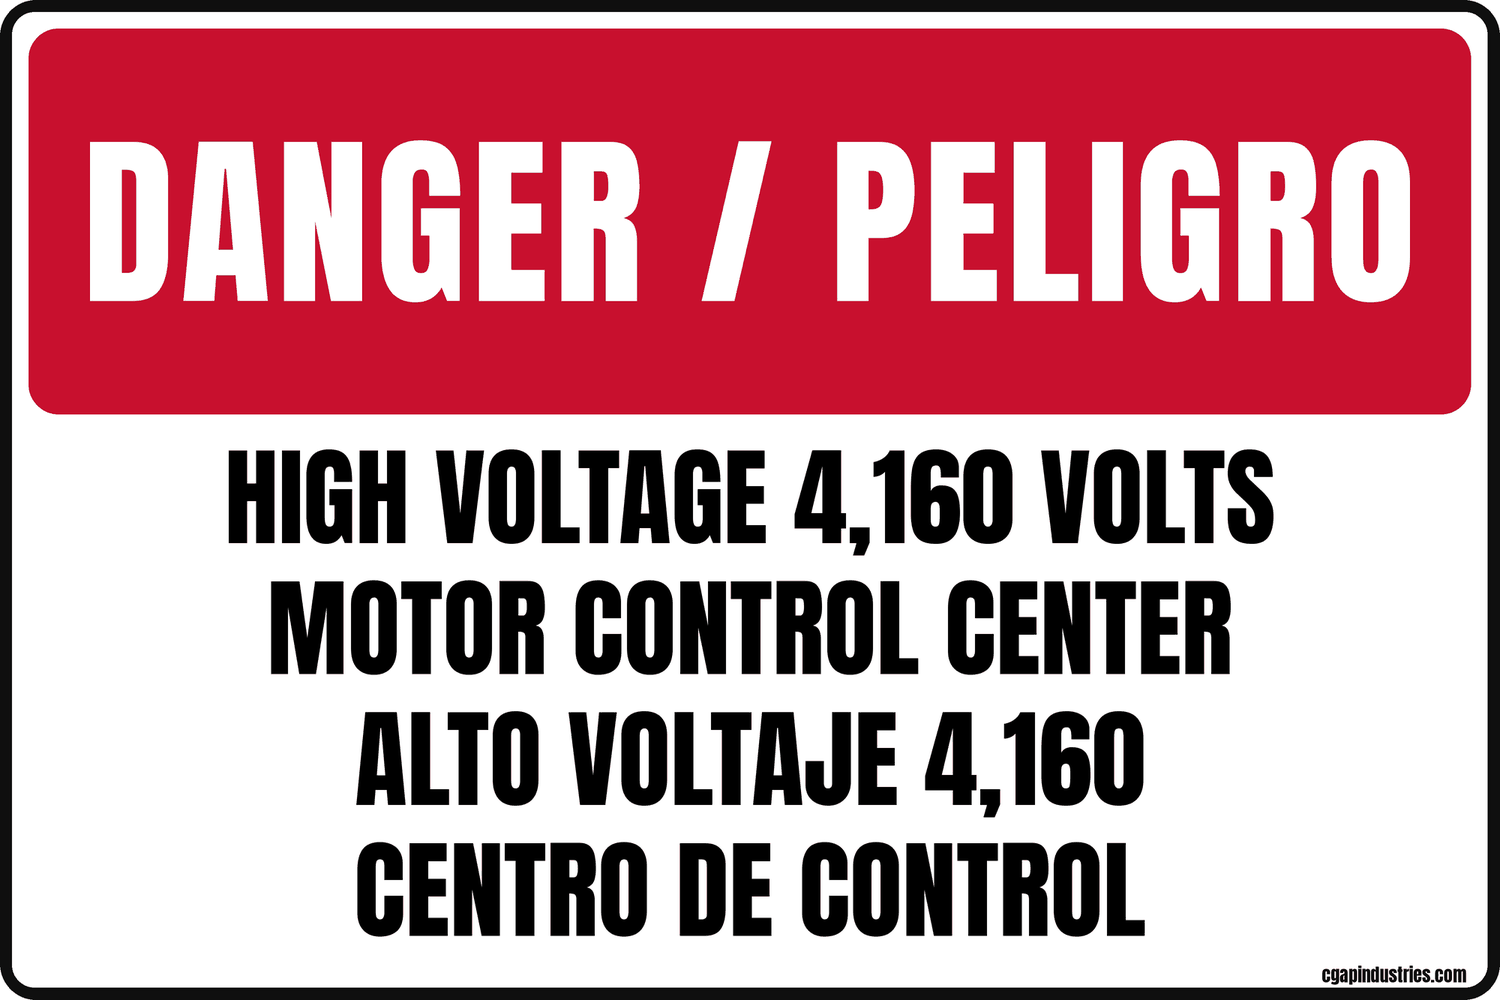 DANGER / PELIGRO
HIGH VOLTAGE 4,160 VOLTS
MOTOR CONTROL CENTER
ALTO VOLTAJE 4,160
CENTRO DE CONTROL
cgapindustries.com